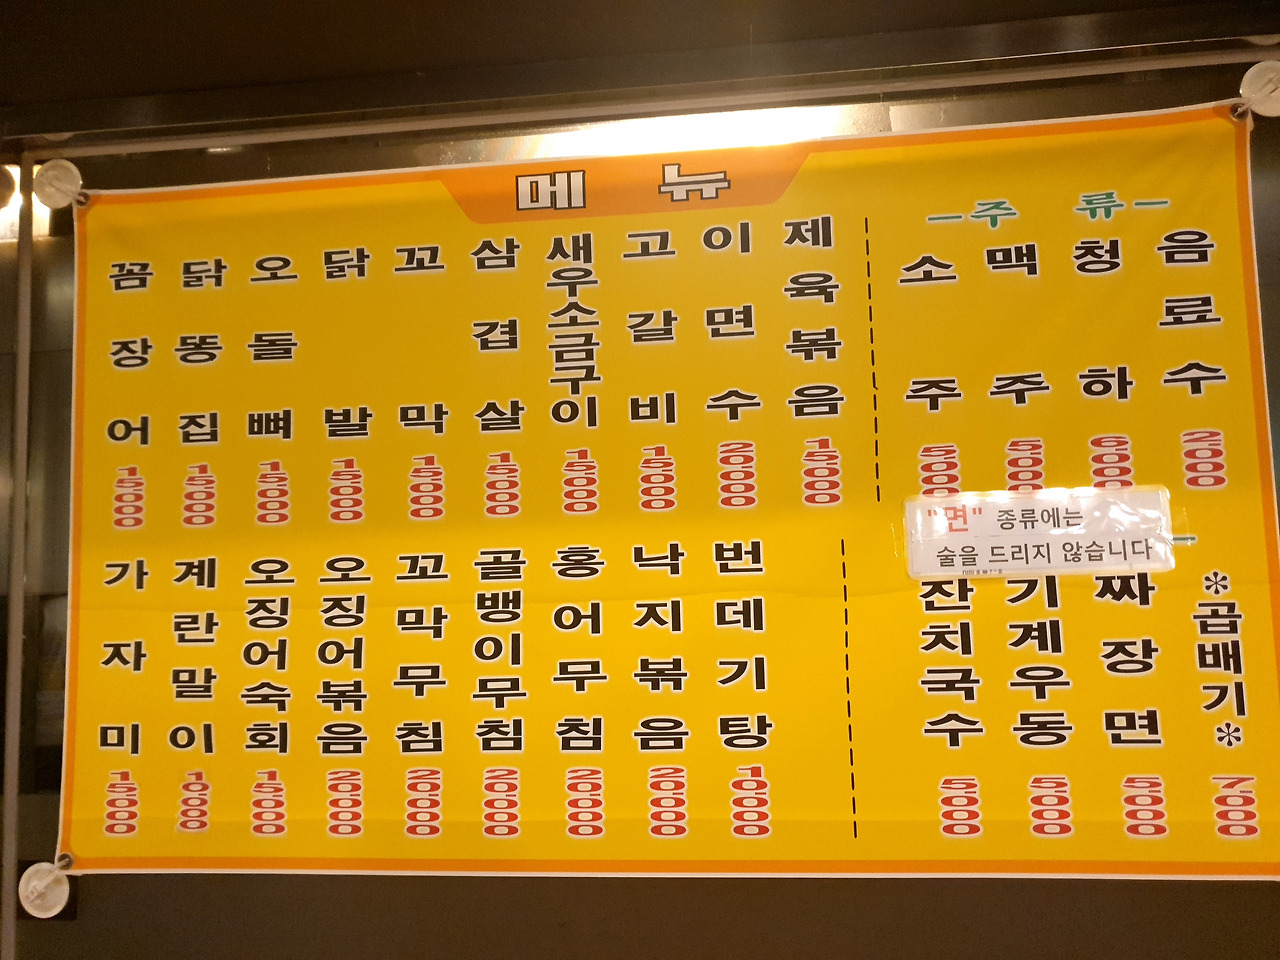 메뉴
꼼장어 15000
닭똥집 15000
오돌뼈 15000
닭발 15000
꼬막 15000
삼겹살 15000
새우소금구이 15000
고갈비 15000
이면수 20000
제육볶음 15000
-주류-
소주 5000
맥주 5000
청하 6000
음료수 2000
"면" 종류에는
술을 드리지 않습니다
가자미 15000
계란말이 10000
오징어숙회 15000
오징어볶음 20000
꼬막무침 20000
골뱅이무침 20000
홍어무침 20000
낙지볶음 20000
번데기탕 10000
잔치국수 5000
기계우동 5000
짜장면 5000
*곱배기* 7000